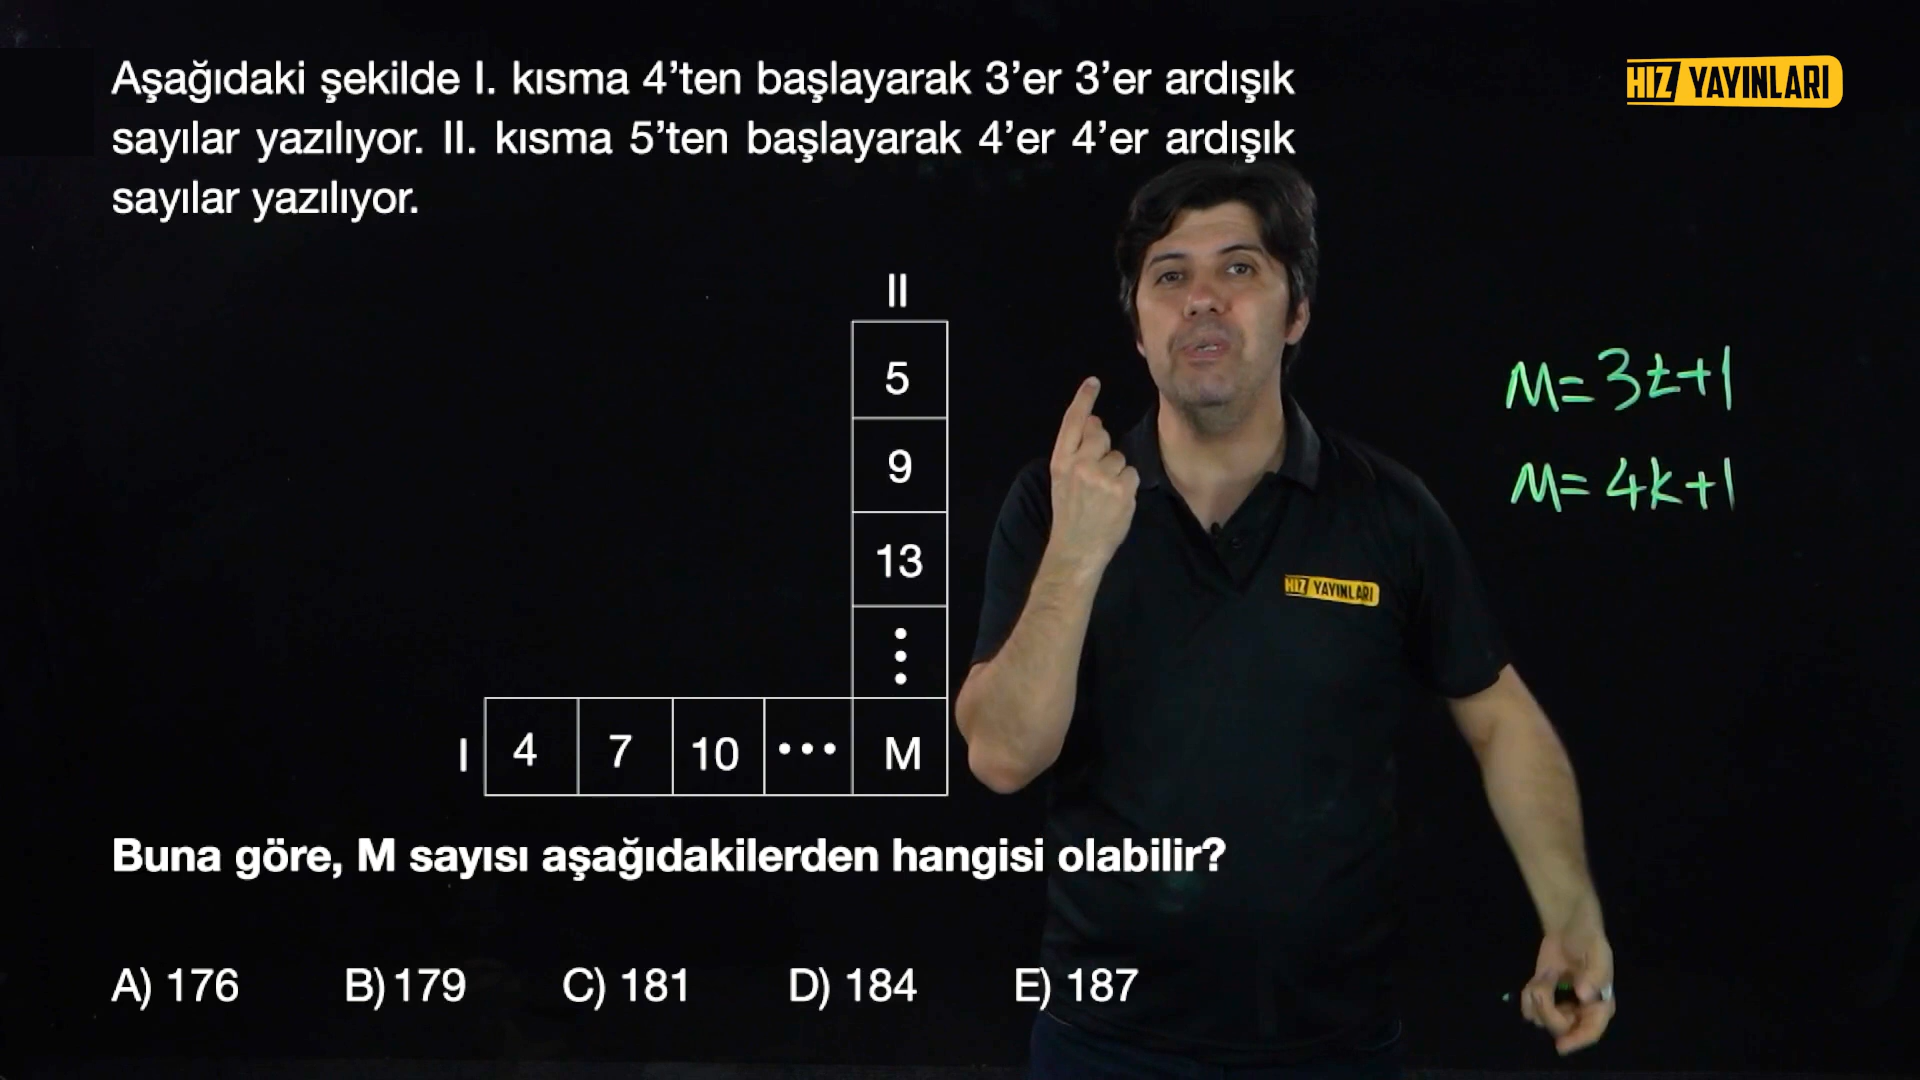 Aşağıdaki şekilde I. kısma 4’ten başlayarak 3’er 3’er ardışık
sayılar yazılıyor. II. kısma 5’ten başlayarak 4’er 4’er ardışık
sayılar yazılıyor.
HIZ YAYINLARI
II
5
9
13
I 4 7 10 ... M
M=3t+1
M=4k+1
HIZ YAYINLARI
Buna göre, M sayısı aşağıdakilerden hangisi olabilir?
A) 176 B) 179 C) 181 D) 184 E) 187